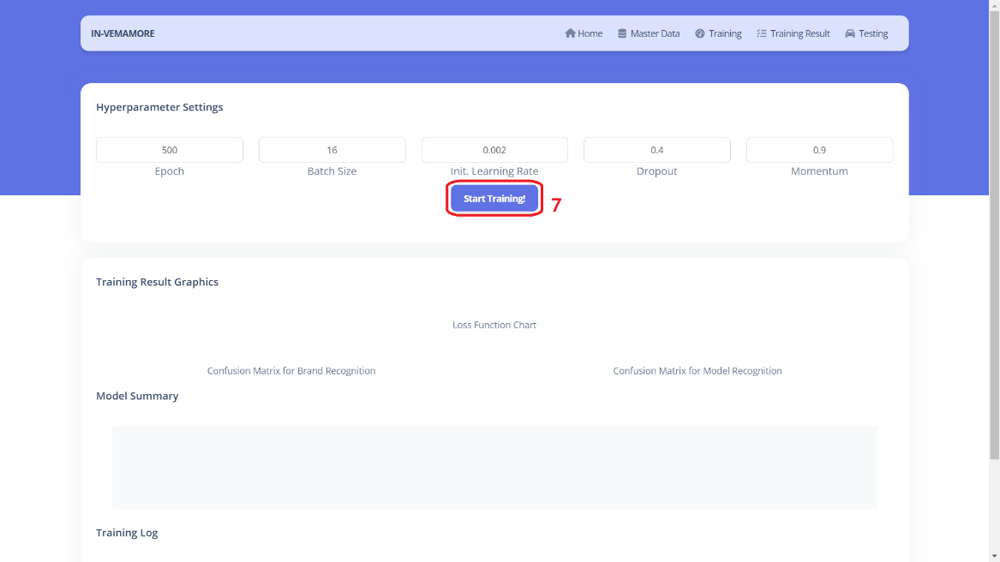 IN-VEMAMORE Home Master Data Training Training Result Testing
Hyperparameter Settings
500 16 0.002 0.4 0.9
Epoch Batch Size Init. Learning Rate Dropout Momentum
Start Training! 7
Training Result Graphics
Loss Function Chart
Confusion Matrix for Brand Recognition Confusion Matrix for Model Recognition
Model Summary
Training Log